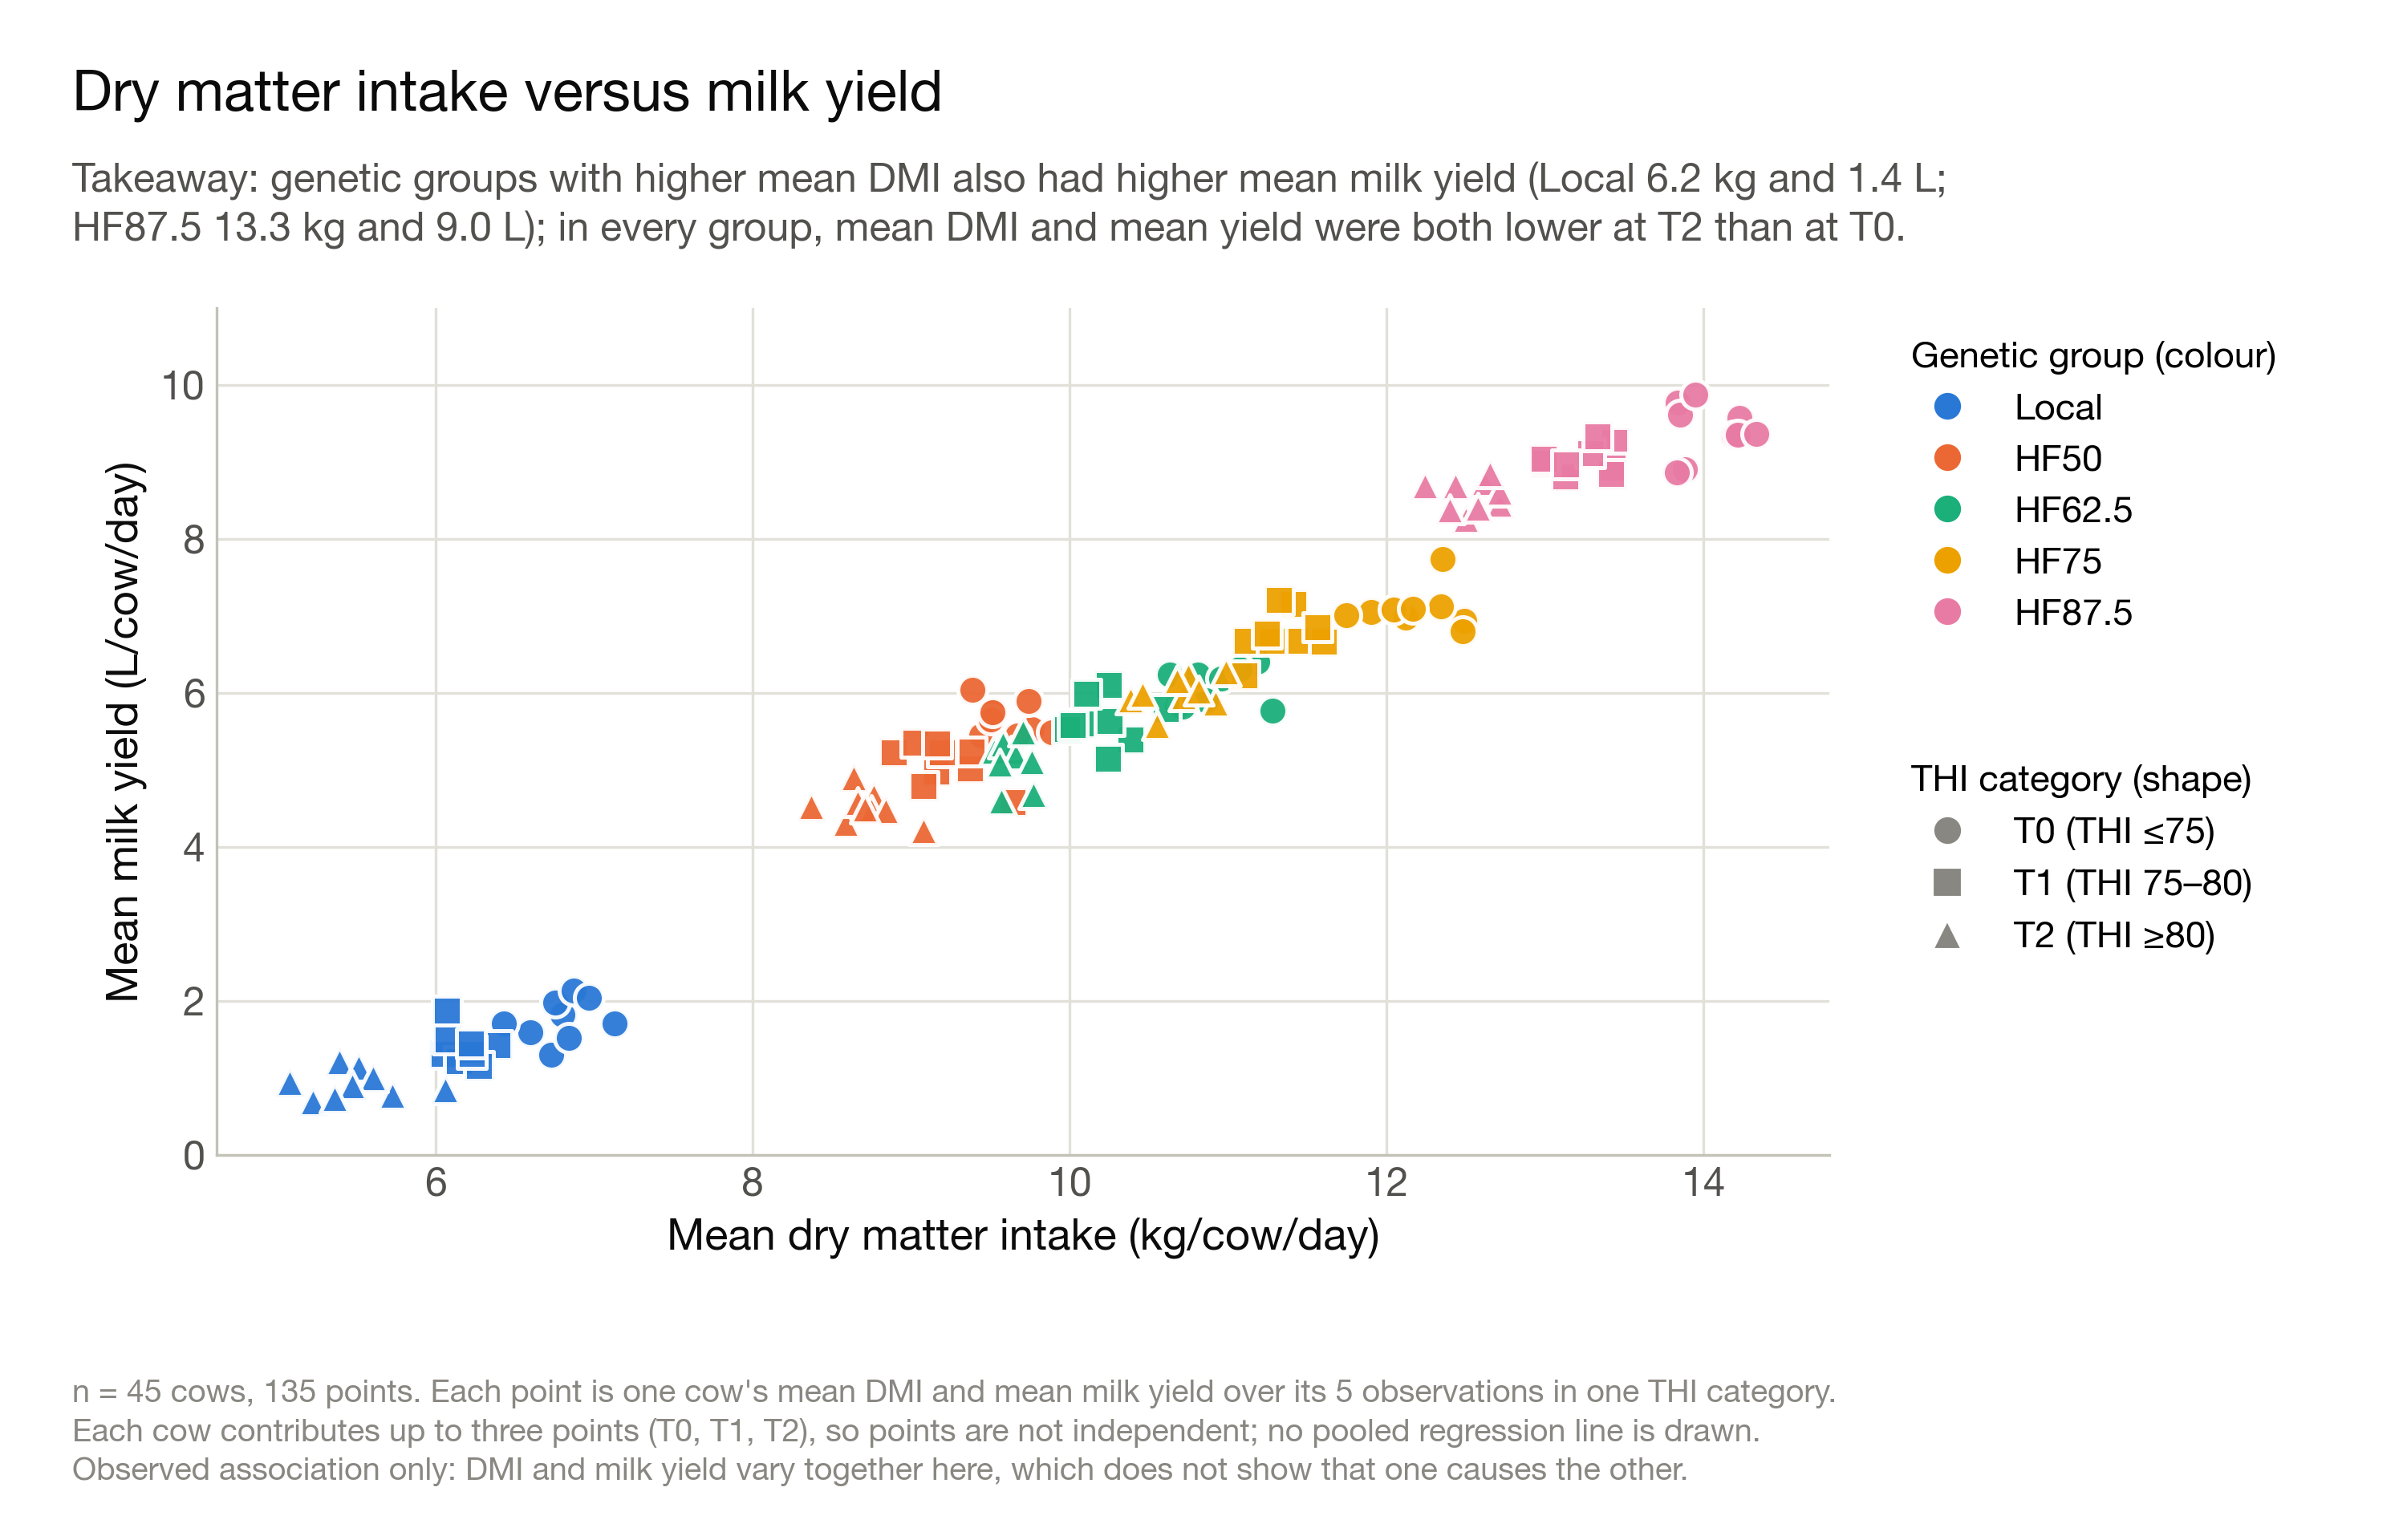 Dry matter intake versus milk yield
Takeaway: genetic groups with higher mean DMI also had higher mean milk yield (Local 6.2 kg and 1.4 L;
HF87.5 13.3 kg and 9.0 L); in every group, mean DMI and mean yield were both lower at T2 than at T0.
Mean milk yield (L/cow/day)
10
8
6
4
2
0
6
8
10
12
14
Mean dry matter intake (kg/cow/day)
Genetic group (colour)
Local
HF50
HF62.5
HF75
HF87.5
THI category (shape)
T0 (THI ≤75)
T1 (THI 75–80)
T2 (THI ≥80)
n = 45 cows, 135 points. Each point is one cow's mean DMI and mean milk yield over its 5 observations in one THI category.
Each cow contributes up to three points (T0, T1, T2), so points are not independent; no pooled regression line is drawn.
Observed association only: DMI and milk yield vary together here, which does not show that one causes the other.